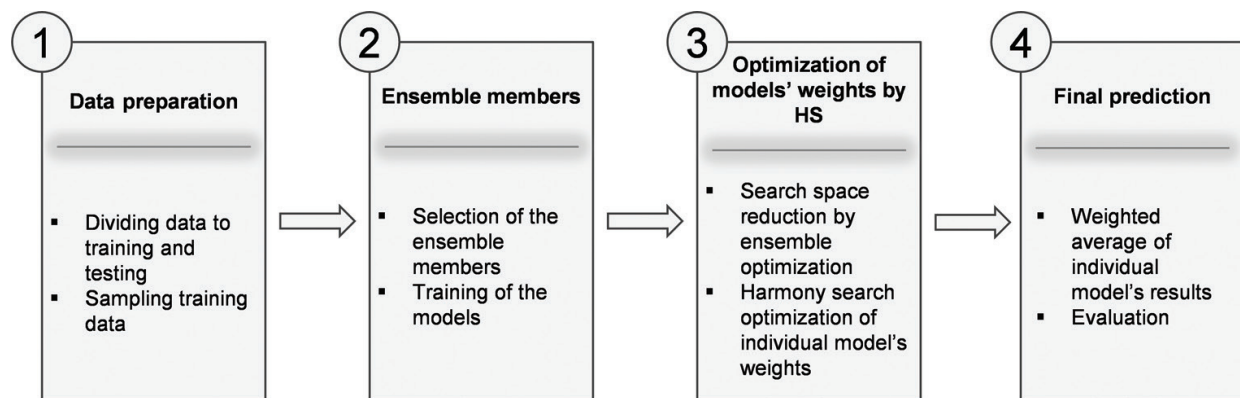 1
Data preparation
▪ Dividing data to
training and
testing
▪ Sampling training
data
2
Ensemble members
▪ Selection of the
ensemble
members
▪ Training of the
models
3
Optimization of
models' weights by
HS
▪ Search space
reduction by
ensemble
optimization
▪ Harmony search
optimization of
individual model's
weights
4
Final prediction
▪ Weighted
average of
individual
model's results
▪ Evaluation